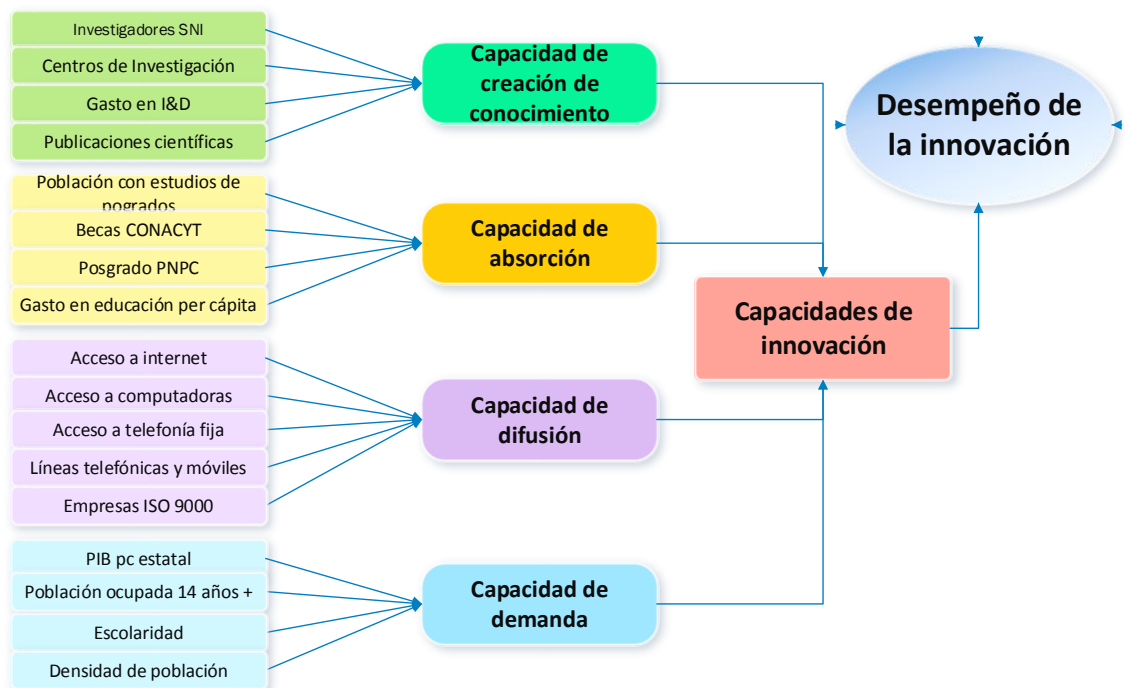 Investigadores SNI
Centros de Investigación
Gasto en I&D
Publicaciones científicas
Capacidad de
creación de
conocimiento
Desempeño de
la innovación
Población con estudios de
pogrados
Becas CONACYT
Posgrado PNPC
Gasto en educación per cápita
Capacidad de
absorción
Capacidades de
innovación
Acceso a internet
Acceso a computadoras
Acceso a telefonía fija
Líneas telefónicas y móviles
Empresas ISO 9000
Capacidad de
difusión
PIB pc estatal
Población ocupada 14 años +
Escolaridad
Densidad de población
Capacidad de
demanda